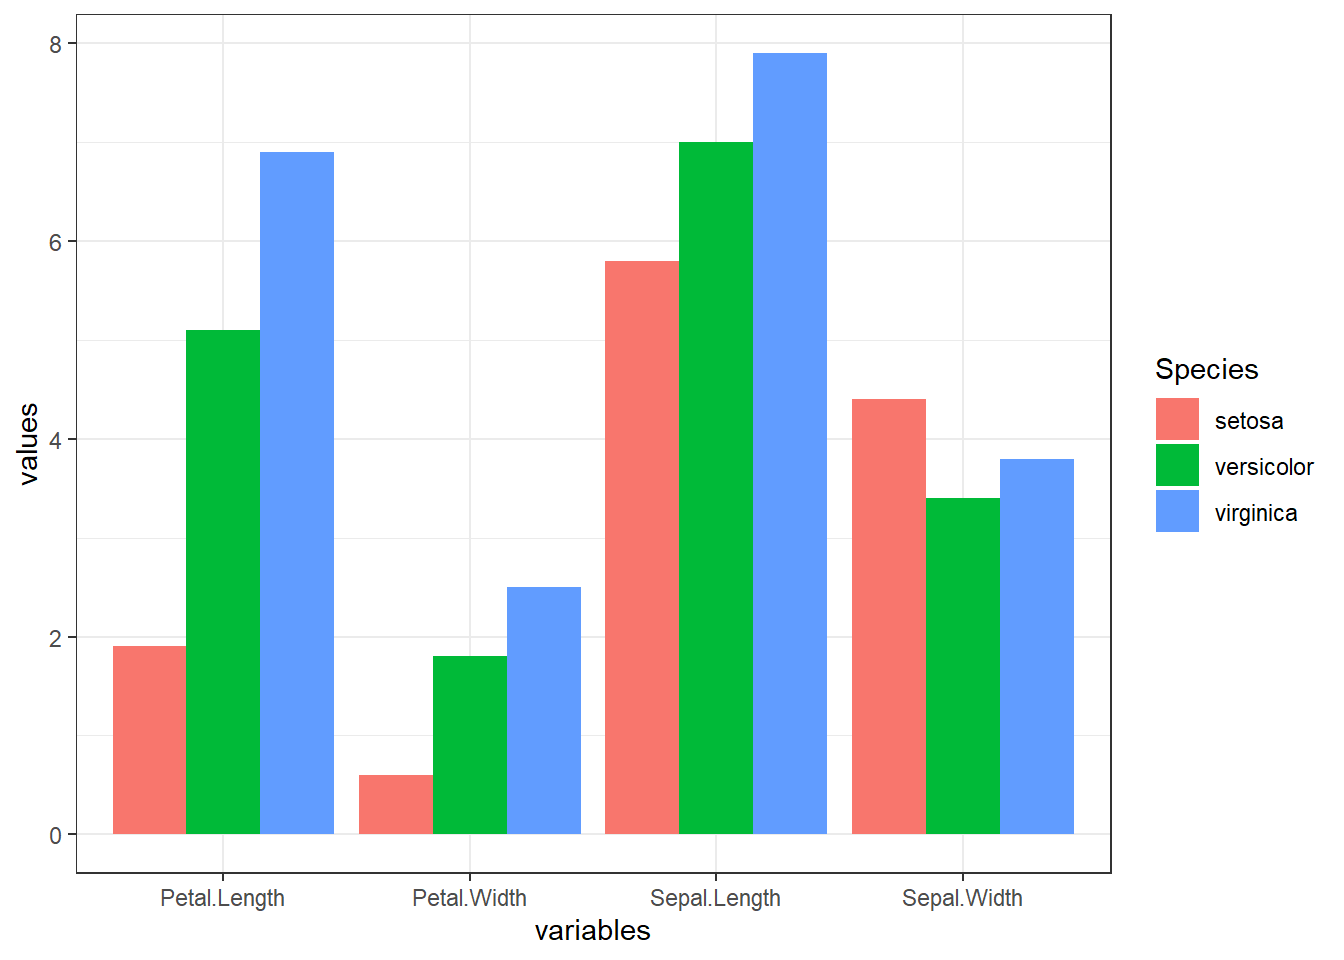 8
6
4
2
0
values
Petal.Length
Petal.Width
Sepal.Length
Sepal.Width
variables
Species
setosa
versicolor
virginica